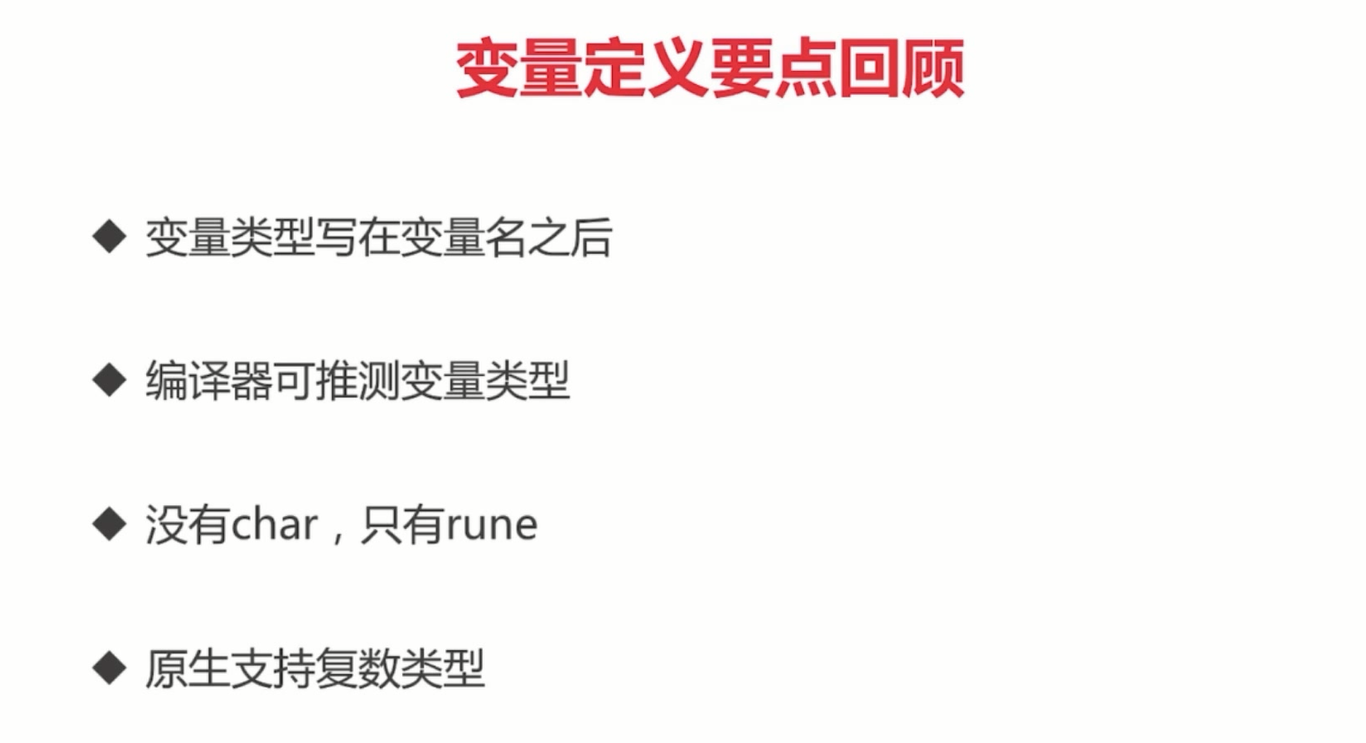 变量定义要点回顾
◆ 变量类型写在变量名之后
◆ 编译器可推测变量类型
◆ 没有char，只有rune
◆ 原生支持复数类型